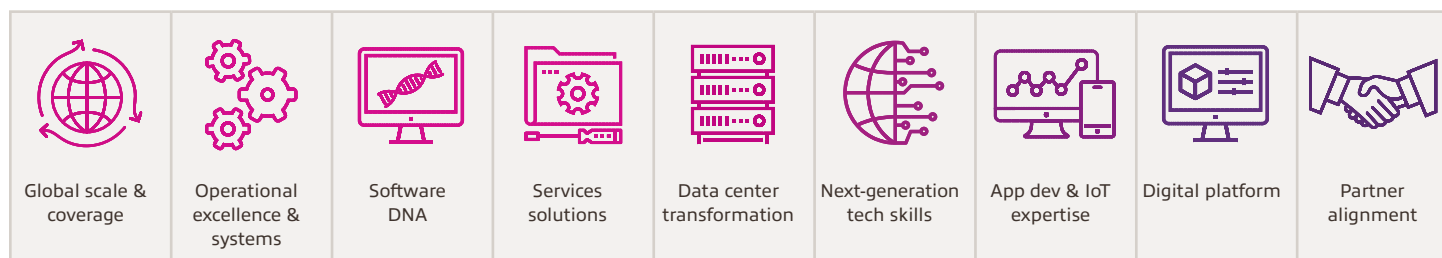 Global scale &
coverage
Operational
excellence &
systems
Software
DNA
Services
solutions
Data center
transformation
Next-generation
tech skills
App dev & IoT
expertise
Digital platform
Partner
alignment